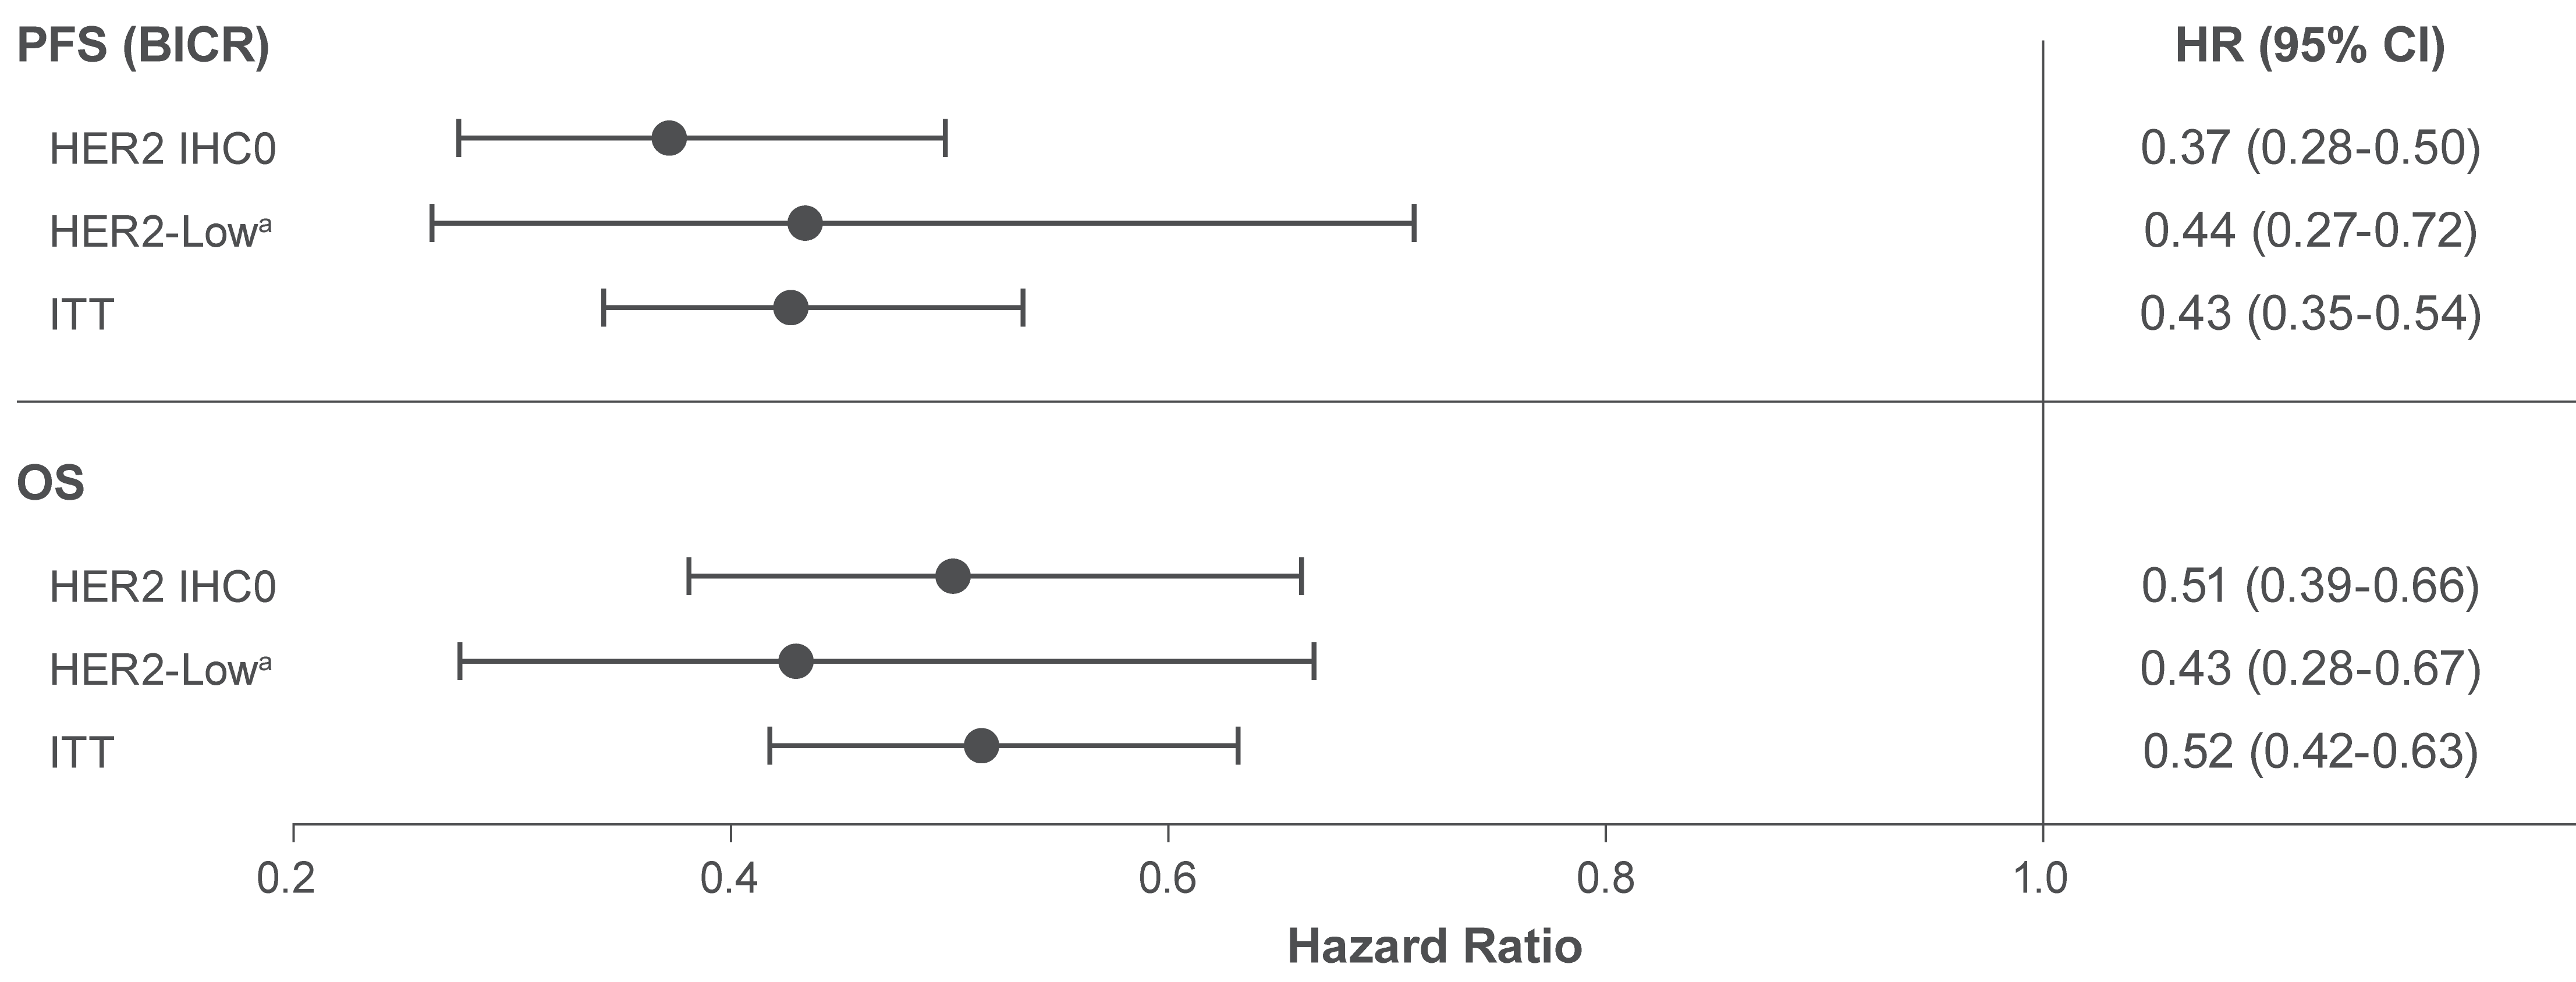 PFS (BICR) HR (95% CI)
HER2 IHC0 0.37 (0.28-0.50)
HER2-Lowᵃ 0.44 (0.27-0.72)
ITT 0.43 (0.35-0.54)
OS
HER2 IHC0 0.51 (0.39-0.66)
HER2-Lowᵃ 0.43 (0.28-0.67)
ITT 0.52 (0.42-0.63)
0.2 0.4 0.6 0.8 1.0
Hazard Ratio